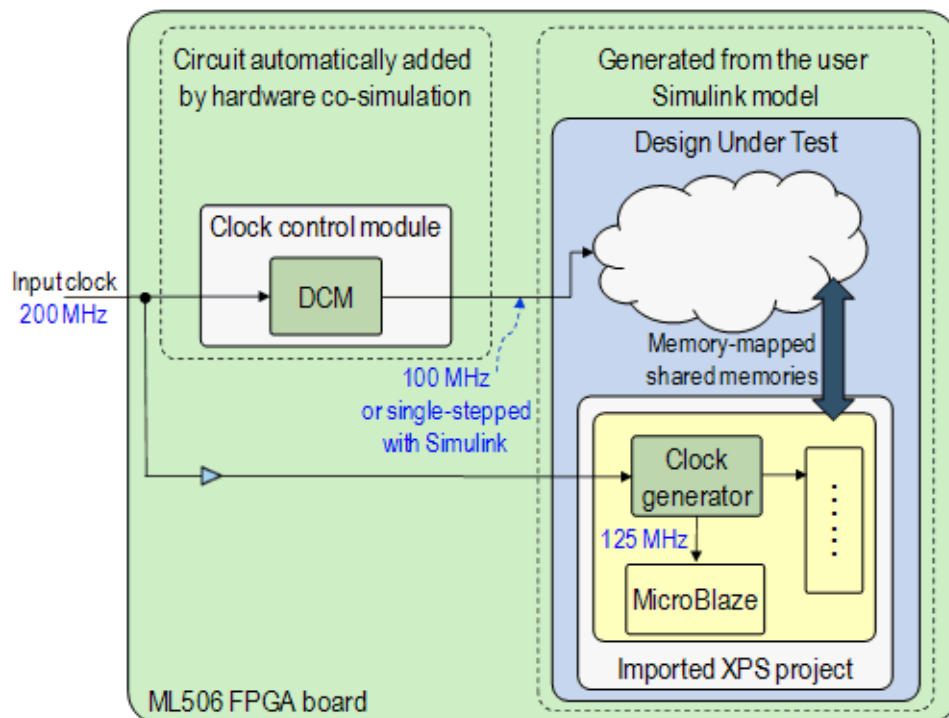 Circuit automatically added
by hardware co-simulation
Generated from the user
Simulink model
Design Under Test
Clock control module
DCM
Input clock
200 MHz
100 MHz
or single-stepped
with Simulink
Memory-mapped
shared memories
Clock
generator
125 MHz
MicroBlaze
Imported XPS project
ML506 FPGA board